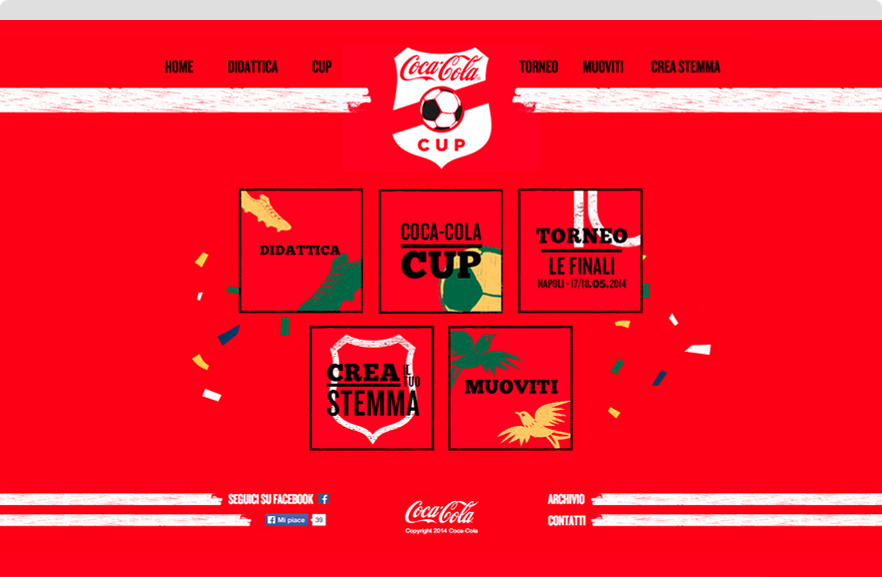 HOME
DIDATTICA
CUP
Coca-Cola
CUP
TORNEO
MUOVITI
CREA STEMMA
DIDATTICA
COCA-COLA
CUP
TORNEO
LE FINALI
NAPOLI - 17/18.05.2014
CREA IL TUO
STEMMA
MUOVITI
SEGUICI SU FACEBOOK f
f Mi piace 39
Coca-Cola
Copyright 2014 Coca-Cola
ARCHIVIO
CONTATTI